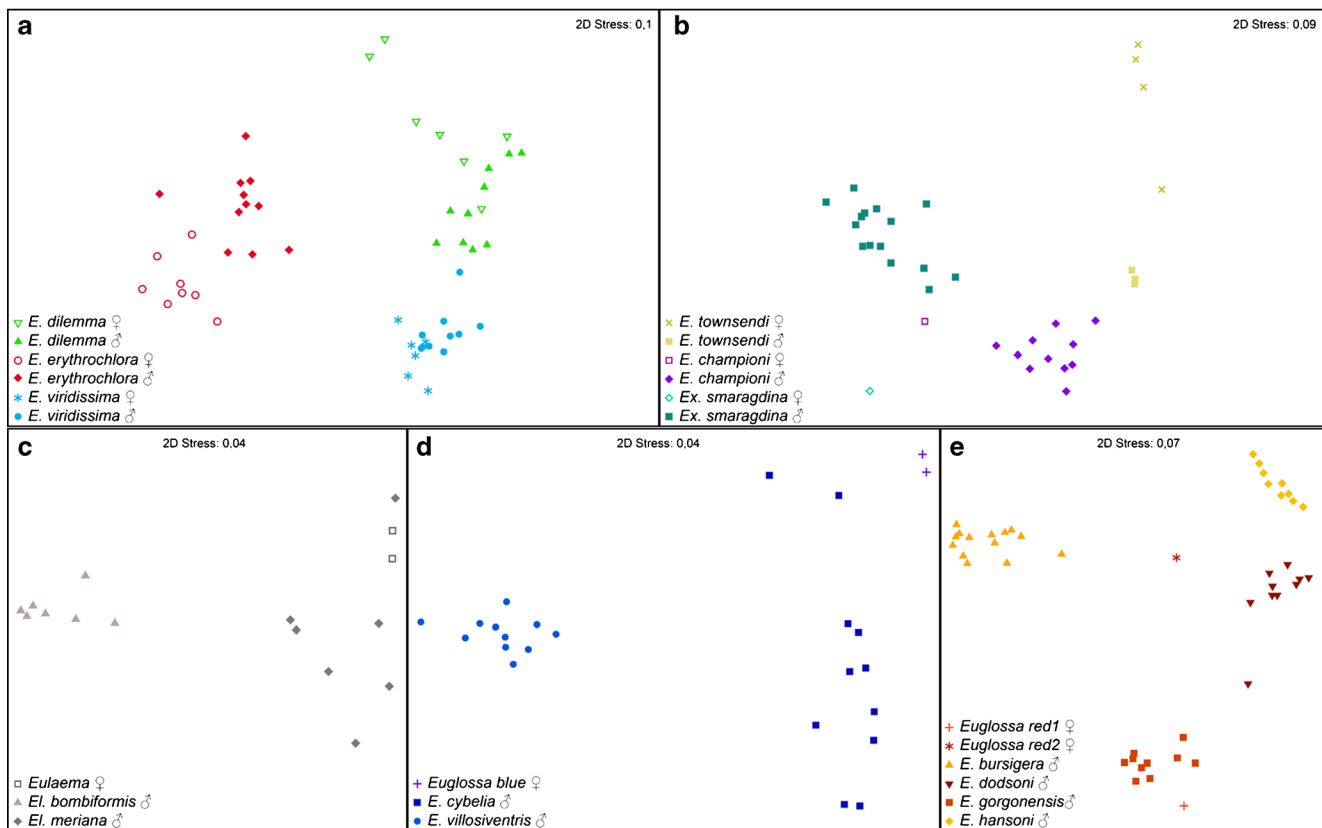 a
2D Stress: 0,1
E. dilemma ♀
E. dilemma ♂
E. erythrochlora ♀
E. erythrochlora ♂
E. viridissima ♀
E. viridissima ♂
b
2D Stress: 0,09
E. townsendi ♀
E. townsendi ♂
E. championi ♀
E. championi ♂
Ex. smaragdina ♀
Ex. smaragdina ♂
c
2D Stress: 0,04
Eulaema ♀
El. bombiformis ♂
El. meriana ♂
d
2D Stress: 0,04
Euglossa blue ♀
E. cybelia ♂
E. villosiventris ♂
e
2D Stress: 0,07
Euglossa red1 ♀
Euglossa red2 ♀
E. bursigera ♂
E. dodsoni ♂
E. gorgonensis♂
E. hansoni ♂